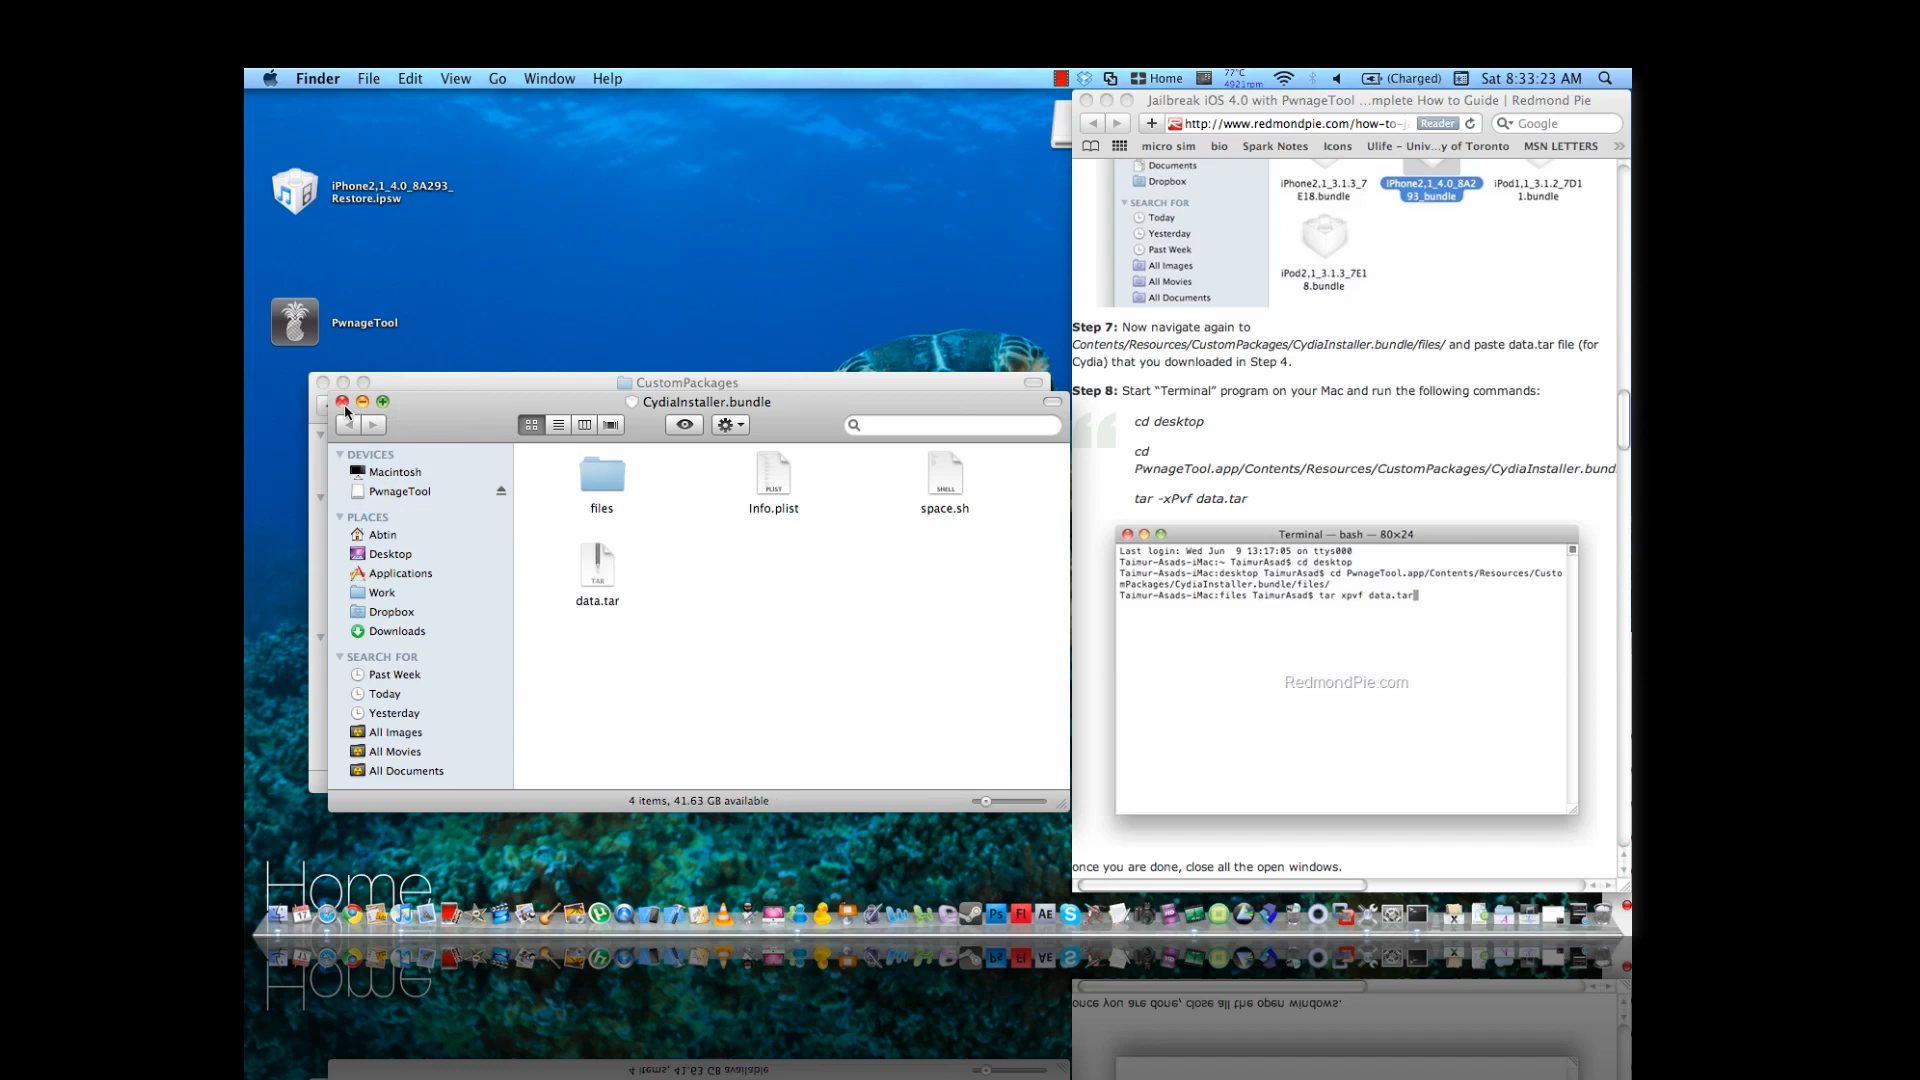 Finder File Edit View Go Window Help
Home 77°C 4921rpm (Charged) Sat 8:33:23 AM
iPhone2,1_4.0_8A293_
Restore.ipsw
PwnageTool
CustomPackages
CydiaInstaller.bundle
DEVICES
Macintosh
PwnageTool
PLACES
Abtin
Desktop
Applications
Work
Dropbox
Downloads
SEARCH FOR
Past Week
Today
Yesterday
All Images
All Movies
All Documents
files
PLIST
Info.plist
SHELL
space.sh
TAR
data.tar
4 items, 41.63 GB available
Jailbreak iOS 4.0 with PwnageTool ...mplete How to Guide | Redmond Pie
http://www.redmondpie.com/how-to-j Reader Google
micro sim bio Spark Notes Icons Ulife – Univ...y of Toronto MSN LETTERS
Documents
Dropbox
SEARCH FOR
Today
Yesterday
Past Week
All Images
All Movies
All Documents
iPhone2,1_3.1.3_7
E18.bundle
iPhone2,1_4.0_8A2
93_bundle
iPod1,1_3.1.2_7D1
1.bundle
iPod2,1_3.1.3_7E1
8.bundle
Step 7: Now navigate again to
Contents/Resources/CustomPackages/CydiaInstaller.bundle/files/ and paste data.tar file (for
Cydia) that you downloaded in Step 4.
Step 8: Start “Terminal” program on your Mac and run the following commands:
cd desktop
cd
PwnageTool.app/Contents/Resources/CustomPackages/CydiaInstaller.bund
tar -xPvf data.tar
Terminal — bash — 80×24
Last login: Wed Jun 9 13:17:05 on ttys000
Taimur-Asads-iMac:~ TaimurAsad$ cd desktop
Taimur-Asads-iMac:desktop TaimurAsad$ cd PwnageTool.app/Contents/Resources/Custo
mPackages/CydiaInstaller.bundle/files/
Taimur-Asads-iMac:files TaimurAsad$ tar xpvf data.tar
RedmondPie.com
once you are done, close all the open windows.
Home
17
Ps Fl AE